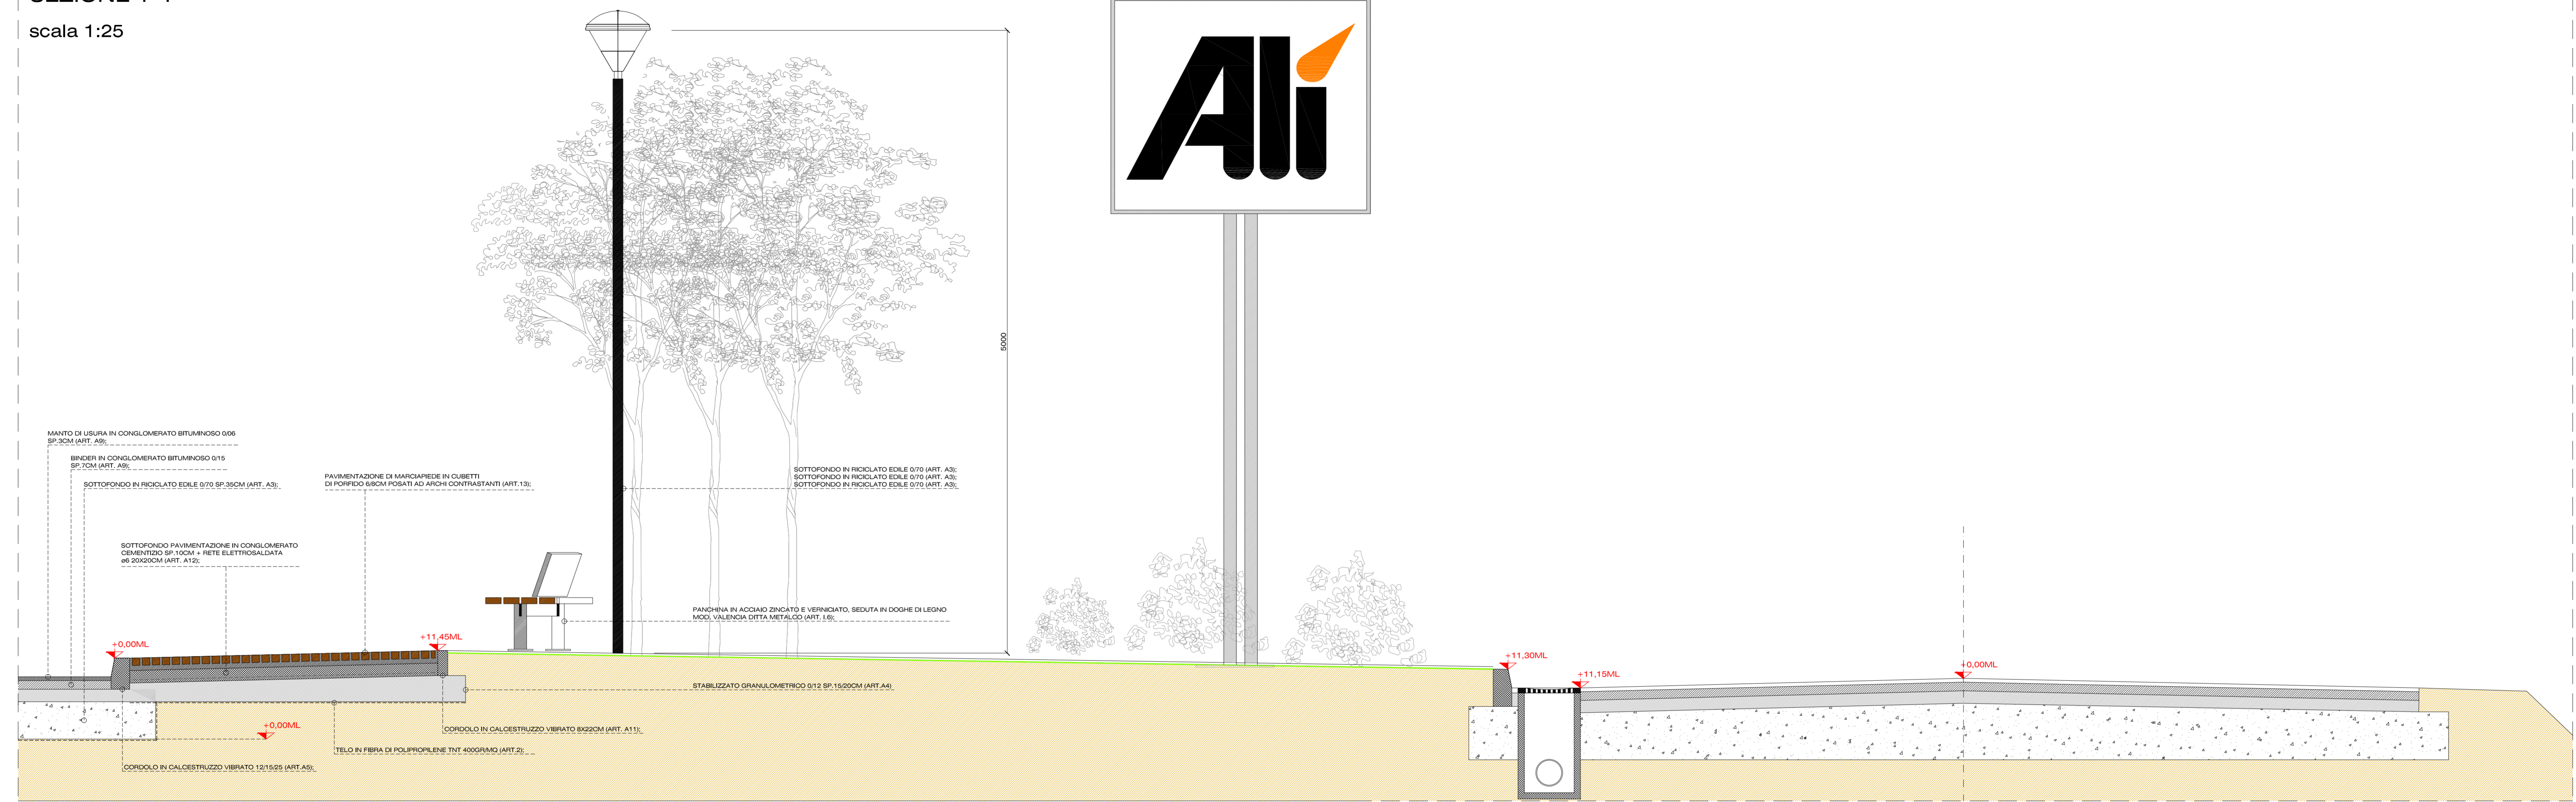 scala 1:25
Ali
5000
MANTO DI USURA IN CONGLOMERATO BITUMINOSO 0/06
SP.3CM (ART. A9);
BINDER IN CONGLOMERATO BITUMINOSO 0/15
SP.7CM (ART. A9);
SOTTOFONDO IN RICICLATO EDILE 0/70 SP.35CM (ART. A3);
PAVIMENTAZIONE DI MARCIAPIEDE IN CUBETTI
DI PORFIDO 6/8CM POSATI AD ARCHI CONTRASTANTI (ART.13);
SOTTOFONDO IN RICICLATO EDILE 0/70 (ART. A3);
SOTTOFONDO IN RICICLATO EDILE 0/70 (ART. A3);
SOTTOFONDO IN RICICLATO EDILE 0/70 (ART. A3);
SOTTOFONDO PAVIMENTAZIONE IN CONGLOMERATO
CEMENTIZIO SP.10CM + RETE ELETTROSALDATA
ø6 20X20CM (ART. A12);
PANCHINA IN ACCIAIO ZINCATO E VERNICIATO, SEDUTA IN DOGHE DI LEGNO
MOD. VALENCIA DITTA METALCO (ART. I.6);
+0,00ML
+11,45ML
+11,30ML
+11,15ML
+0,00ML
STABILIZZATO GRANULOMETRICO 0/12 SP.15/20CM (ART.A4)
+0,00ML
CORDOLO IN CALCESTRUZZO VIBRATO 8X22CM (ART. A11);
TELO IN FIBRA DI POLIPROPILENE TNT 400GR/MQ (ART.2);
CORDOLO IN CALCESTRUZZO VIBRATO 12/15/25 (ART.A5);